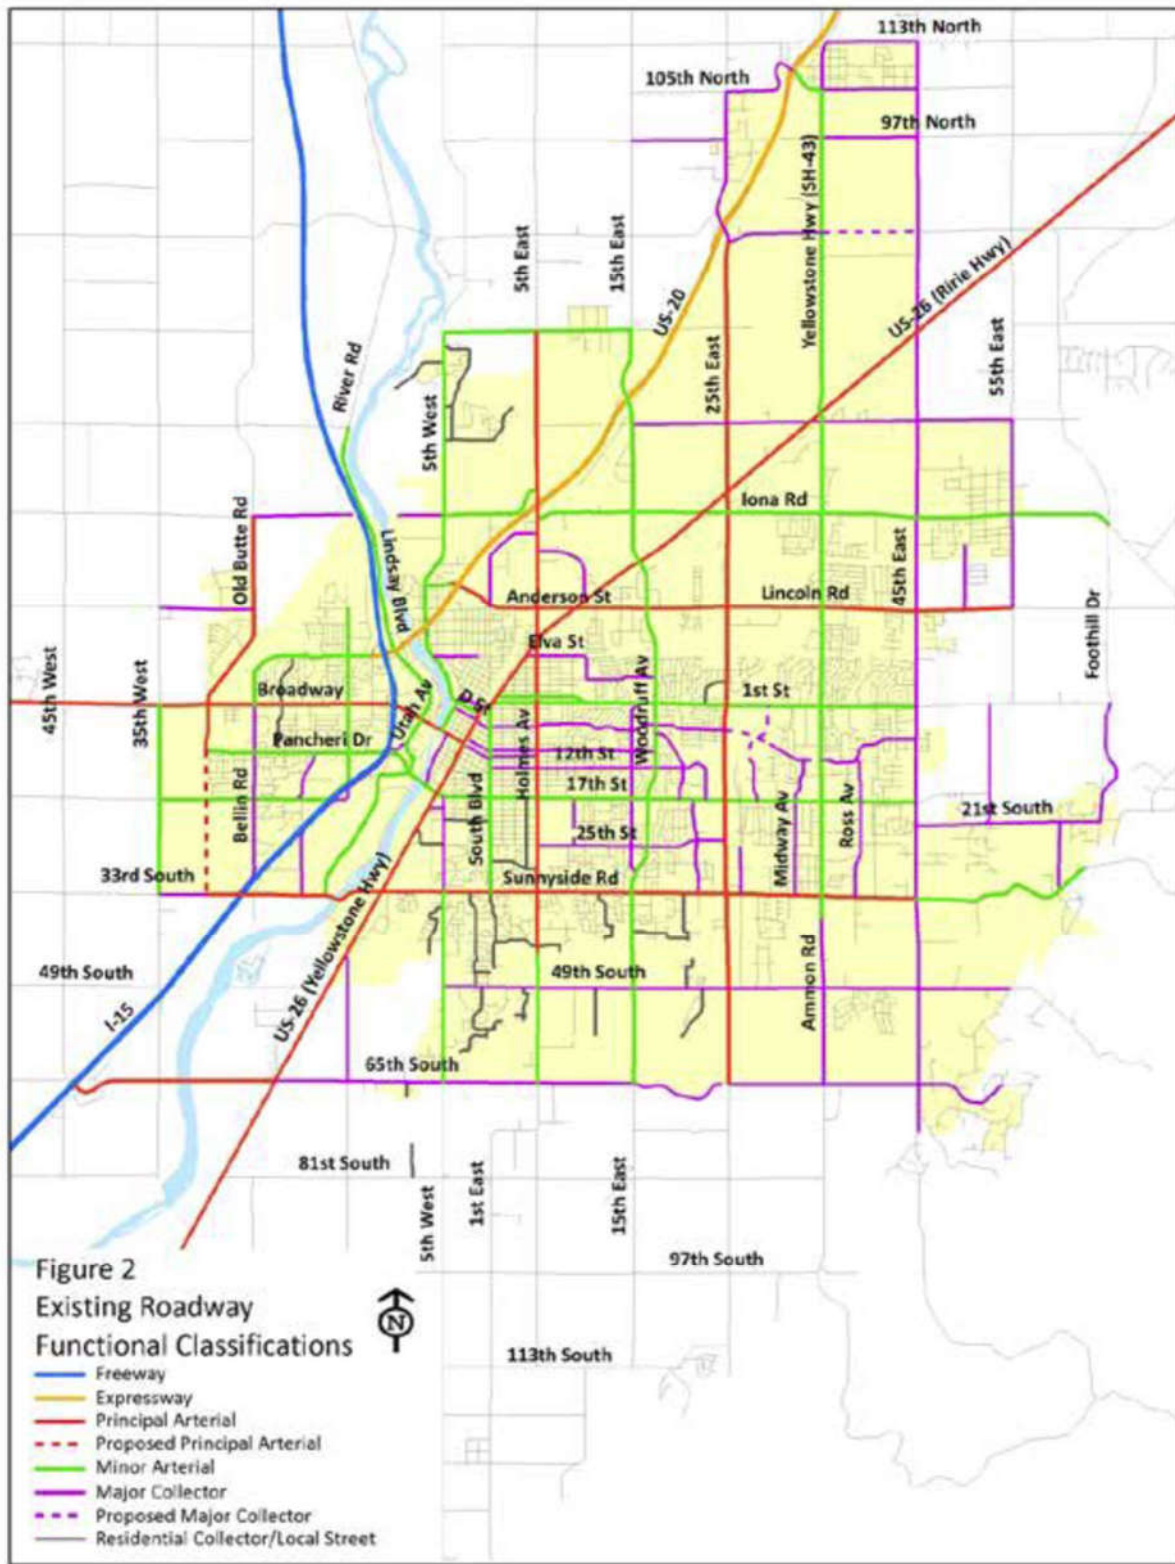 113th North
105th North
97th North
Yellowstone Hwy (SH-43)
5th East
15th East
US-20
US-26 (Ririe Hwy)
River Rd
25th East
55th East
5th West
Iona Rd
Old Butte Rd
Lindsay Blvd
45th East
Anderson St
Lincoln Rd
Foothill Dr
Elva St
45th West
35th West
Broadway
D St
Woodruff Av
1st St
Utah Av
Pancheri Dr
Holmes Av
12th St
17th St
Bellin Rd
South Blvd
Midway Av
Ross Av
21st South
25th St
33rd South
Sunnyside Rd
49th South
49th South
US-26 (Yellowstone Hwy)
Ammon Rd
I-15
65th South
81st South
5th West
1st East
15th East
97th South
113th South
Figure 2
Existing Roadway
Functional Classifications
N
Freeway
Expressway
Principal Arterial
Proposed Principal Arterial
Minor Arterial
Major Collector
Proposed Major Collector
Residential Collector/Local Street